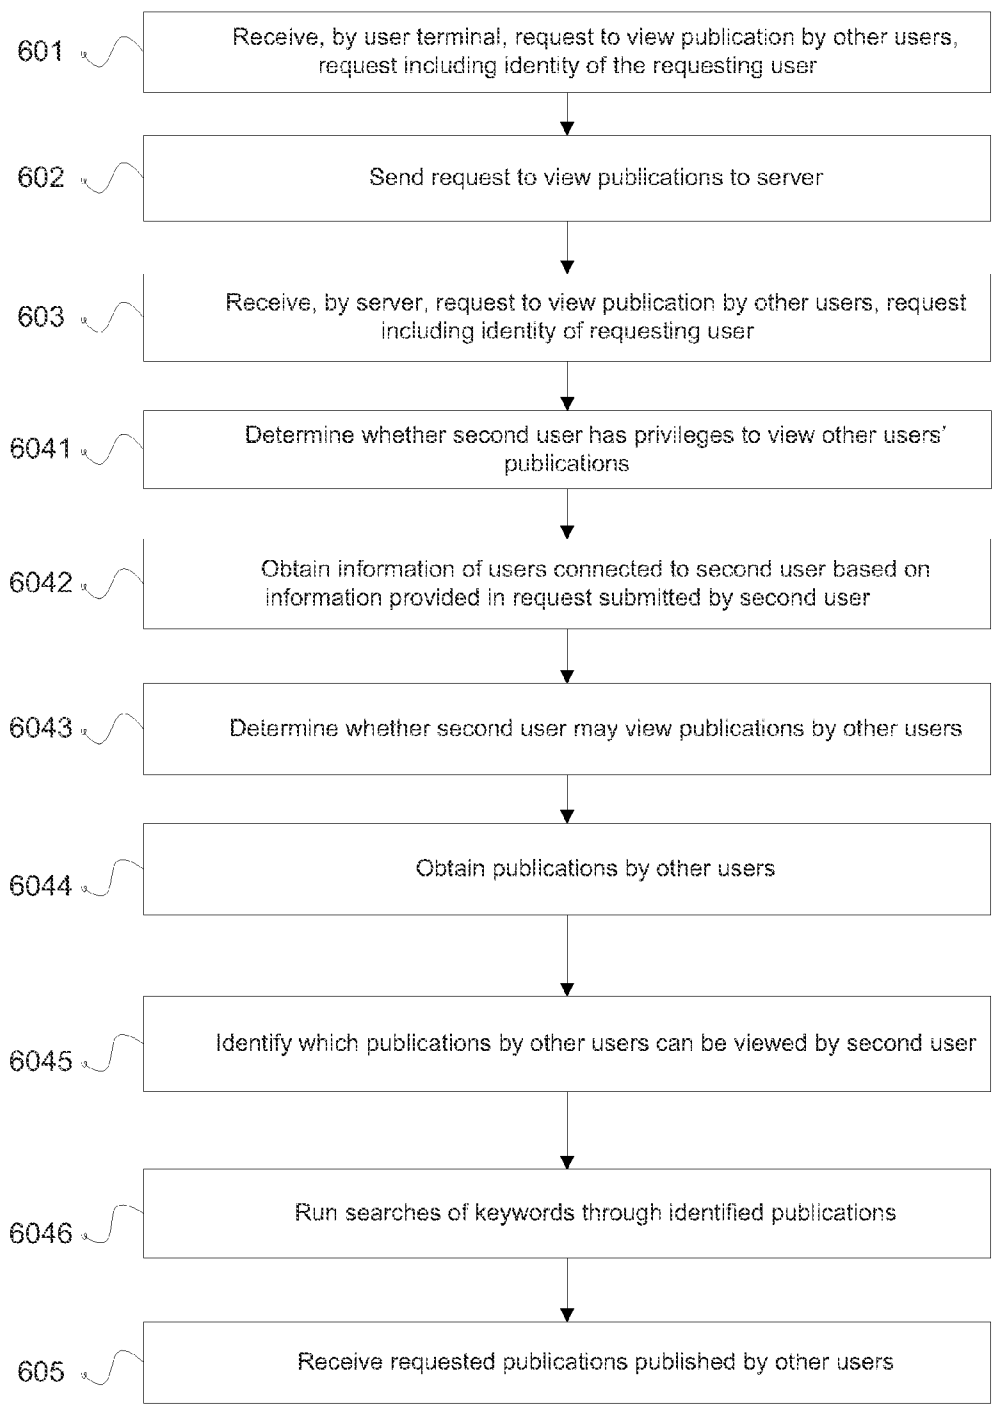 601
Receive, by user terminal, request to view publication by other users,
request including identity of the requesting user
602
Send request to view publications to server
603
Receive, by server, request to view publication by other users, request
including identity of requesting user
6041
Determine whether second user has privileges to view other users'
publications
6042
Obtain information of users connected to second user based on
information provided in request submitted by second user
6043
Determine whether second user may view publications by other users
6044
Obtain publications by other users
6045
Identify which publications by other users can be viewed by second user
6046
Run searches of keywords through identified publications
605
Receive requested publications published by other users